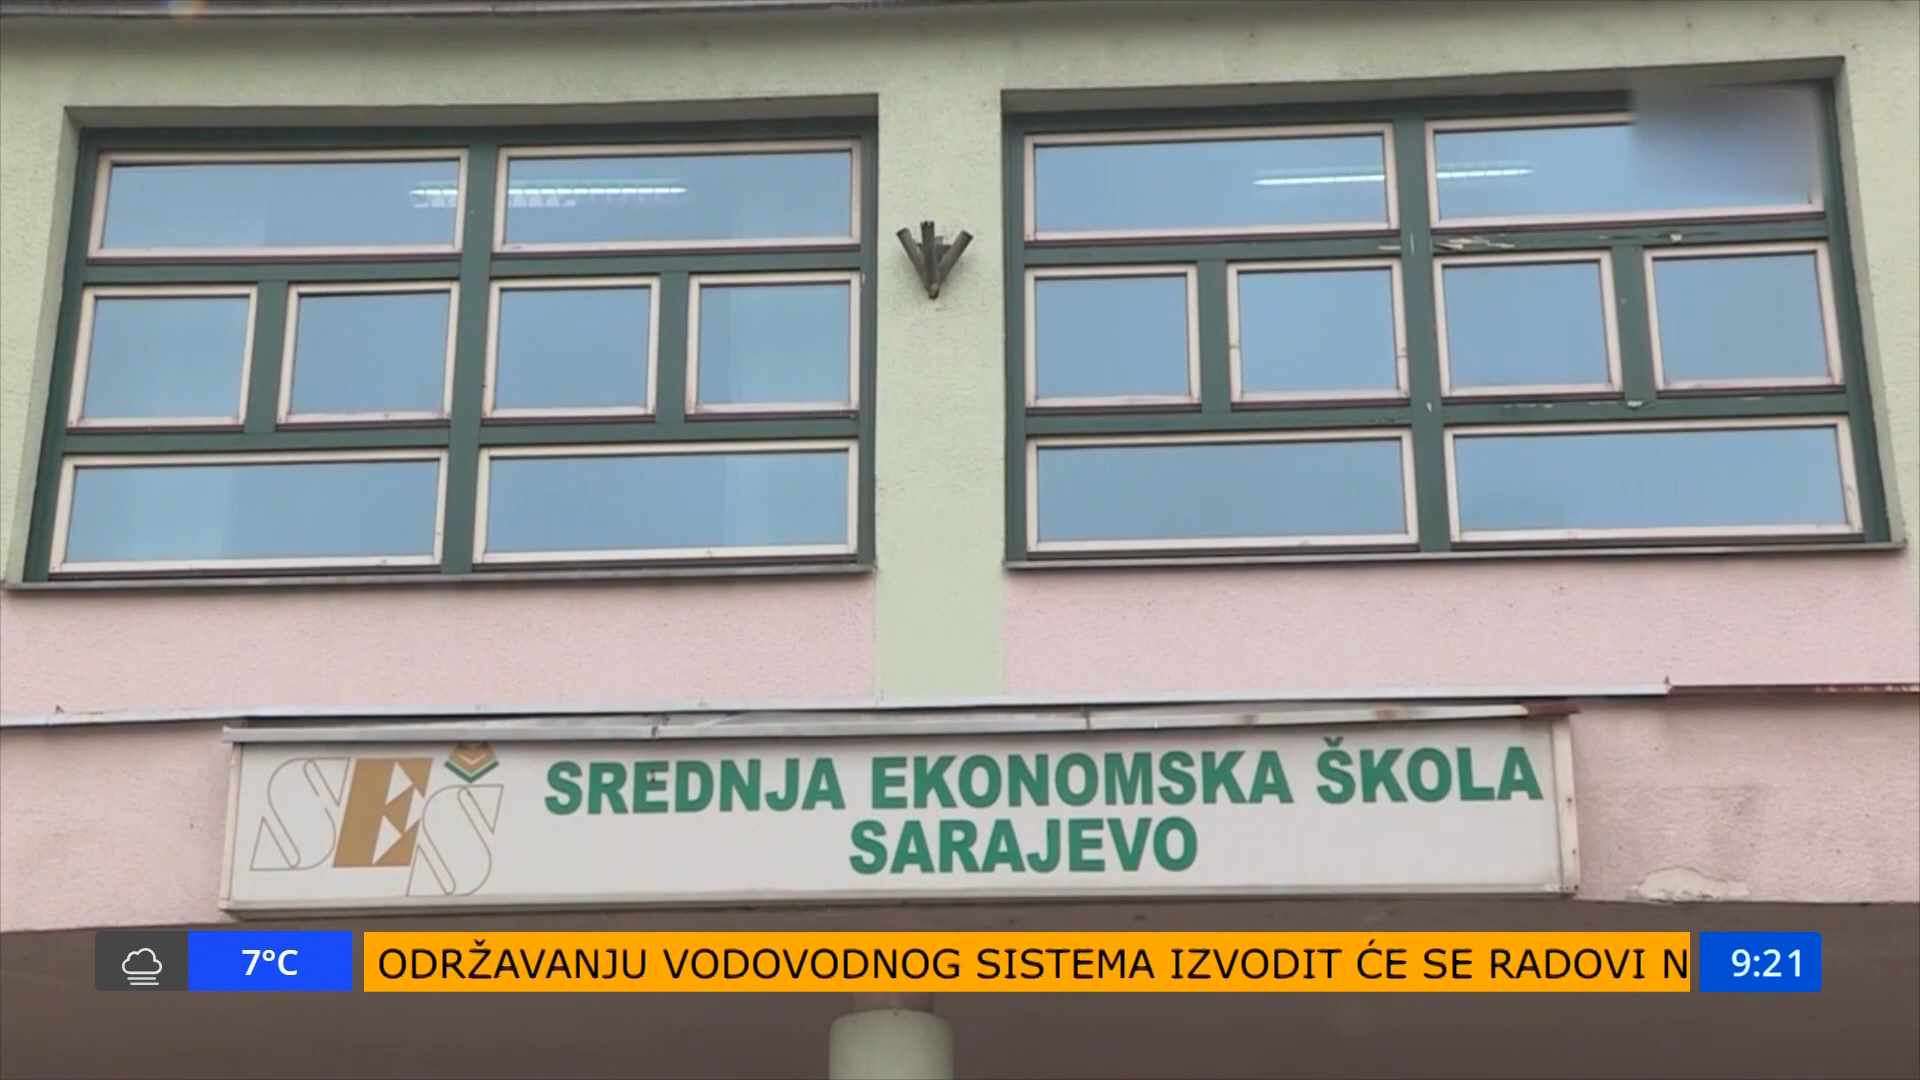 SEŠ
SREDNJA EKONOMSKA ŠKOLA
SARAJEVO
7°C
ODRŽAVANJU VODOVODNOG SISTEMA IZVODIT ĆE SE RADOVI N
9:21